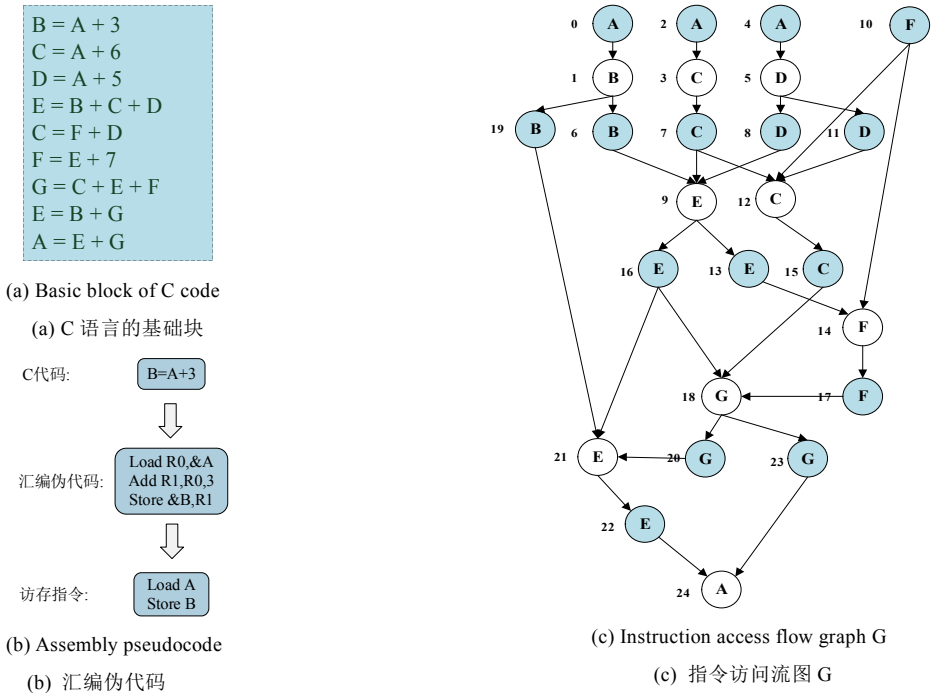 B = A + 3
C = A + 6
D = A + 5
E = B + C + D
C = F + D
F = E + 7
G = C + E + F
E = B + G
A = E + G
(a) Basic block of C code
(a) C 语言的基础块
C代码:
B=A+3
汇编伪代码:
Load R0,&A
Add R1,R0,3
Store &B,R1
访存指令:
Load A
Store B
(b) Assembly pseudocode
(b) 汇编伪代码
0 A
2 A
4 A
10 F
1 B
3 C
5 D
19 B
6 B
7 C
8 D
11 D
9 E
12 C
16 E
13 E
15 C
14 F
18 G
17 F
21 E
20 G
23 G
22 E
24 A
(c) Instruction access flow graph G
(c) 指令访问流图 G